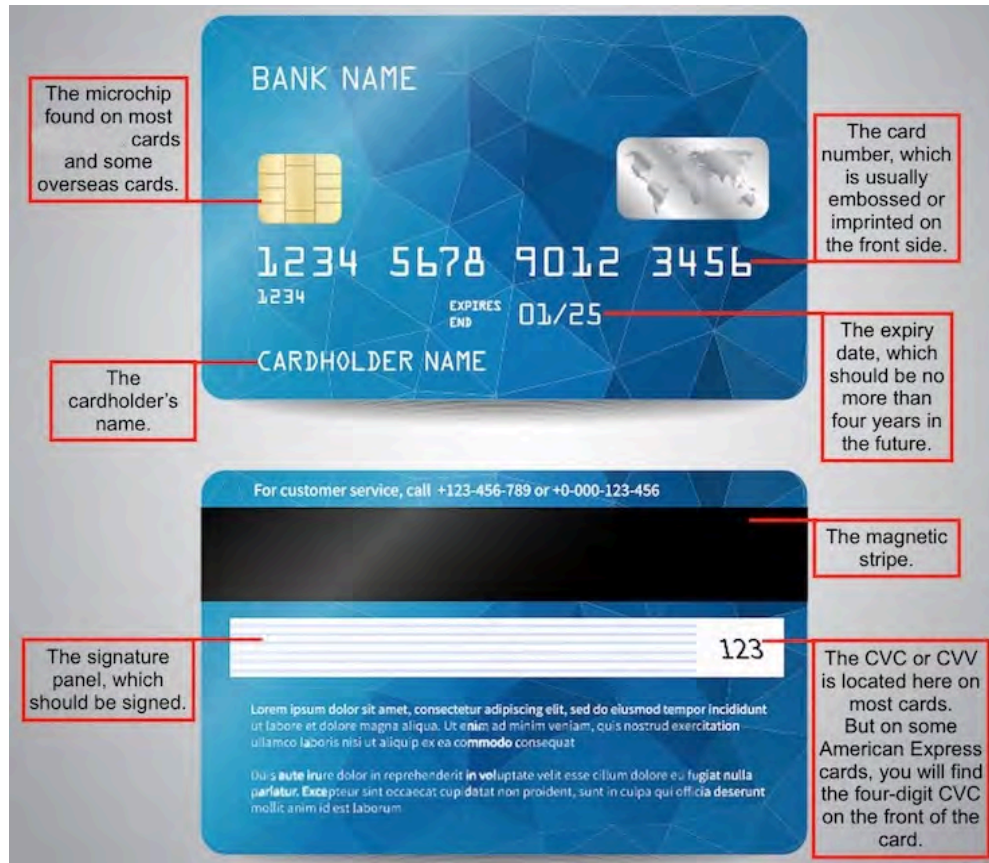 BANK NAME
The microchip
found on most
cards
and some
overseas cards.
The card
number, which
is usually
embossed or
imprinted on
the front side.
1234 5678 9012 3456
1234
EXPIRES
END
01/25
CARDHOLDER NAME
The
cardholder's
name.
The expiry
date, which
should be no
more than
four years in
the future.
For customer service, call +123-456-789 or +0-000-123-456
The magnetic
stripe.
123
The signature
panel, which
should be signed.
The CVC or CVV
is located here on
most cards.
But on some
American Express
cards, you will find
the four-digit CVC
on the front of the
card.
Lorem ipsum dolor sit amet, consectetur adipiscing elit, sed do eiusmod tempor incididunt
ut labore et dolore magna aliqua. Ut enim ad minim veniam, quis nostrud exercitation
ullamco laboris nisi ut aliquip ex ea commodo consequat
Duis aute irure dolor in reprehenderit in voluptate velit esse cillum dolore eu fugiat nulla
pariatur. Excepteur sint occaecat cupidatat non proident, sunt in culpa qui officia deserunt
mollit anim id est laborum